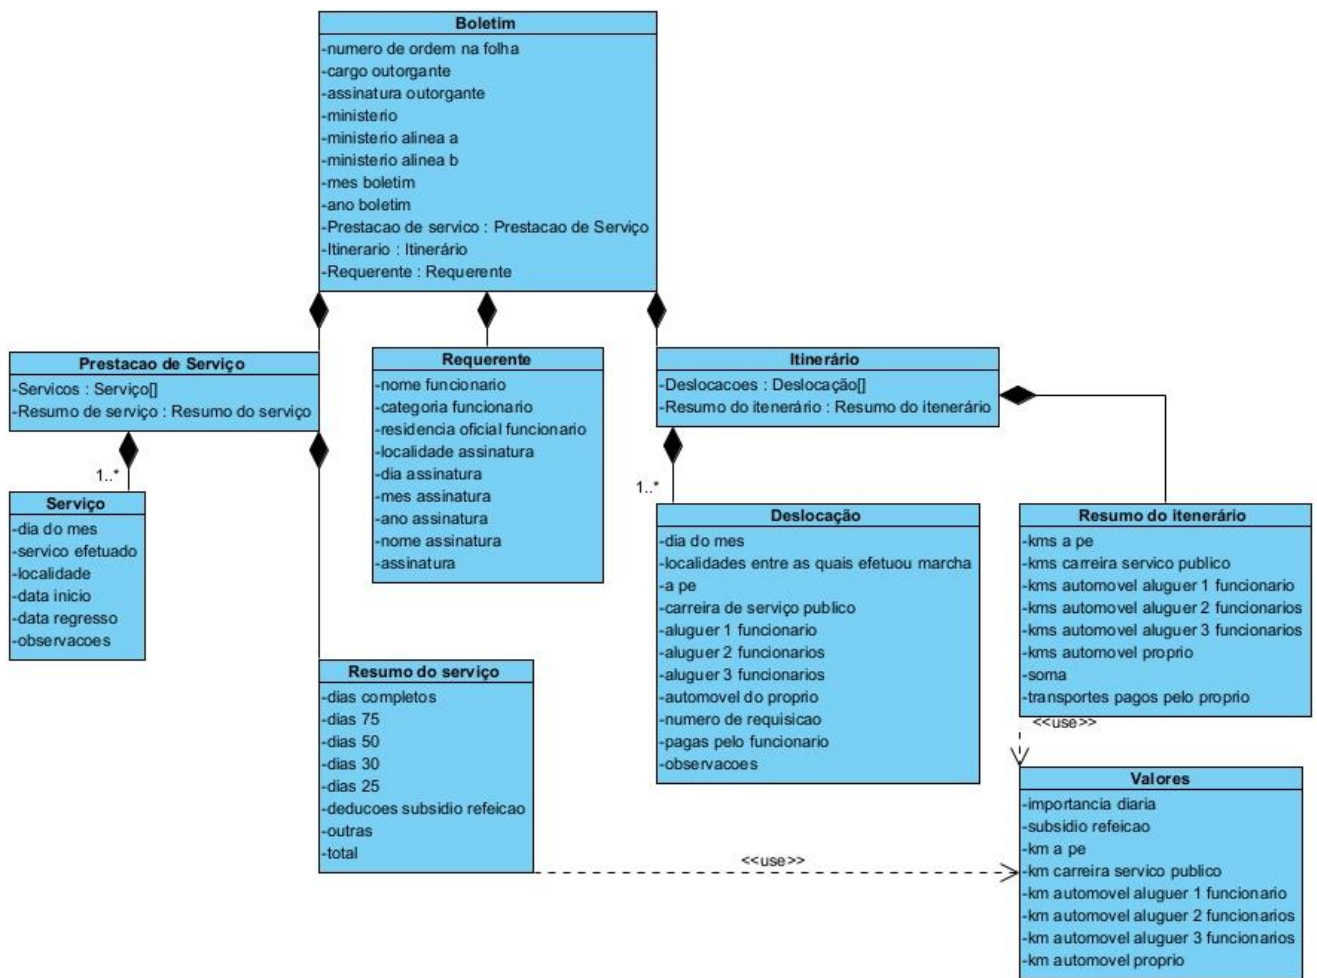 Boletim
-numero de ordem na folha
-cargo outorgante
-assinatura outorgante
-ministerio
-ministerio alinea a
-ministerio alinea b
-mes boletim
-ano boletim
-Prestacao de servico : Prestacao de Serviço
-Itinerario : Itinerário
-Requerente : Requerente
Prestacao de Serviço
-Servicos : Serviço[]
-Resumo de serviço : Resumo do serviço
Requerente
-nome funcionario
-categoria funcionario
-residencia oficial funcionario
-localidade assinatura
-dia assinatura
-mes assinatura
-ano assinatura
-nome assinatura
-assinatura
Itinerário
-Deslocacoes : Deslocação[]
-Resumo do itenerário : Resumo do itenerário
1..*
Serviço
-dia do mes
-servico efetuado
-localidade
-data inicio
-data regresso
-observacoes
1..*
Deslocação
-dia do mes
-localidades entre as quais efetuou marcha
-a pe
-carreira de serviço publico
-aluguer 1 funcionario
-aluguer 2 funcionarios
-aluguer 3 funcionarios
-automovel do proprio
-numero de requisicao
-pagas pelo funcionario
-observacoes
Resumo do itenerário
-kms a pe
-kms carreira servico publico
-kms automovel aluguer 1 funcionario
-kms automovel aluguer 2 funcionarios
-kms automovel aluguer 3 funcionarios
-kms automovel proprio
-soma
-transportes pagos pelo proprio
Resumo do serviço
-dias completos
-dias 75
-dias 50
-dias 30
-dias 25
-deducoes subsidio refeicao
-outras
-total
<<use>>
<<use>>
Valores
-importancia diaria
-subsidio refeicao
-km a pe
-km carreira servico publico
-km automovel aluguer 1 funcionario
-km automovel aluguer 2 funcionarios
-km automovel aluguer 3 funcionarios
-km automovel proprio